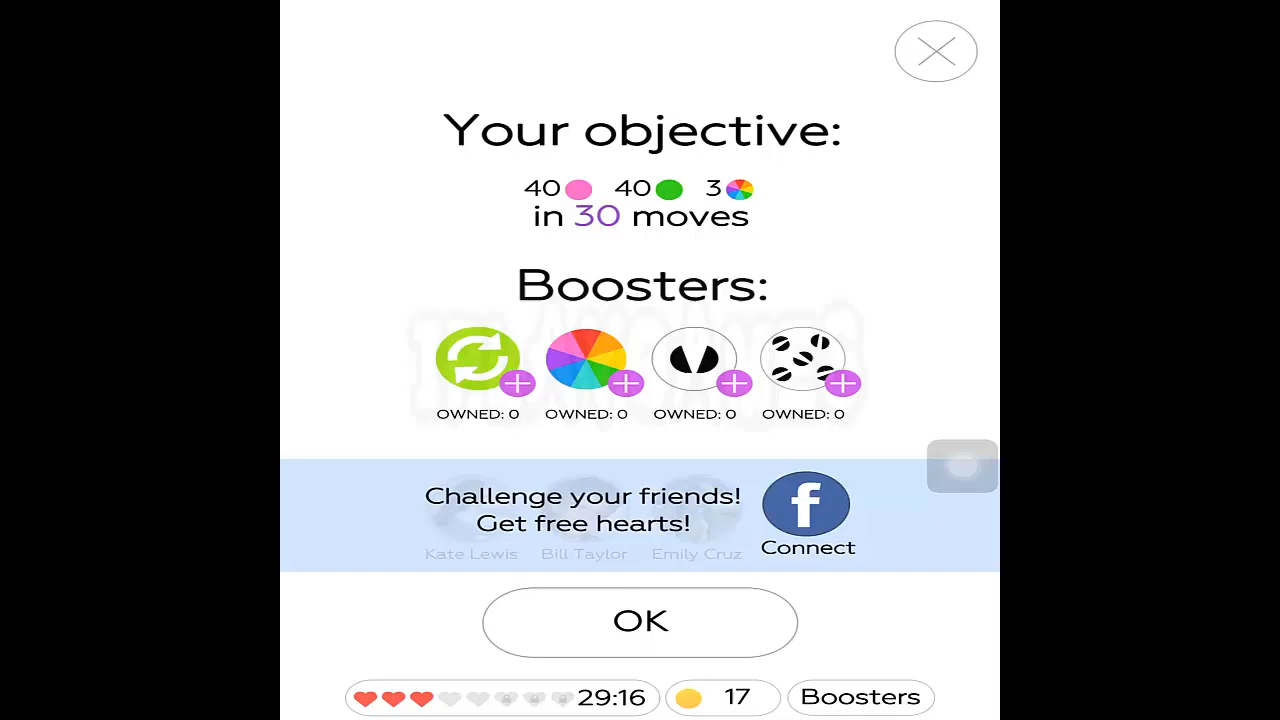 Your objective:
40 40 3
in 30 moves
Boosters:
OWNED: 0 OWNED: 0 OWNED: 0 OWNED: 0
Challenge your friends!
Get free hearts!
Kate Lewis Bill Taylor Emily Cruz
f
Connect
OK
29:16 17 Boosters